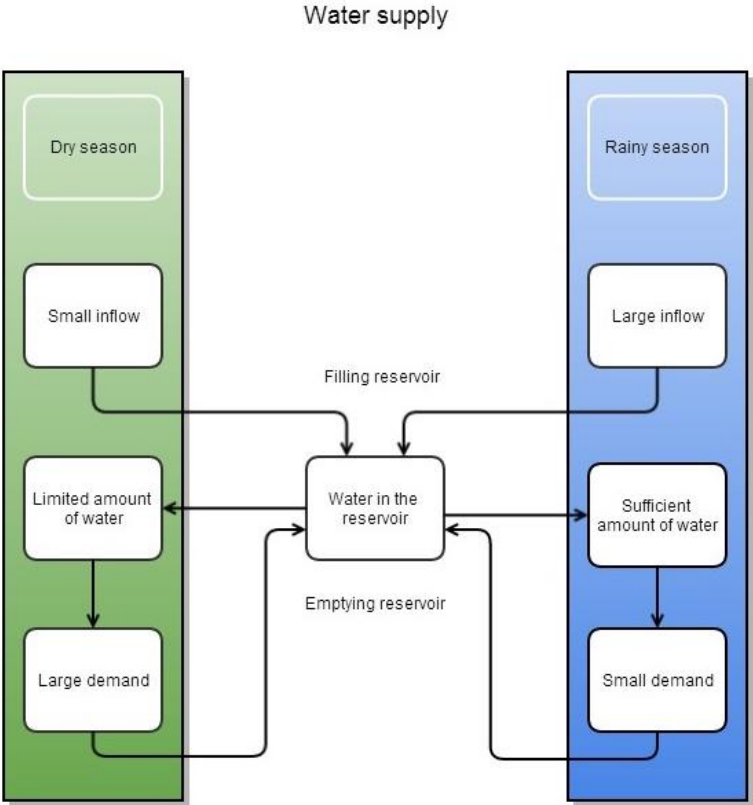 Water supply
Dry season
Rainy season
Small inflow
Large inflow
Filling reservoir
Limited amount
of water
Water in the
reservoir
Sufficient
amount of water
Emptying reservoir
Large demand
Small demand